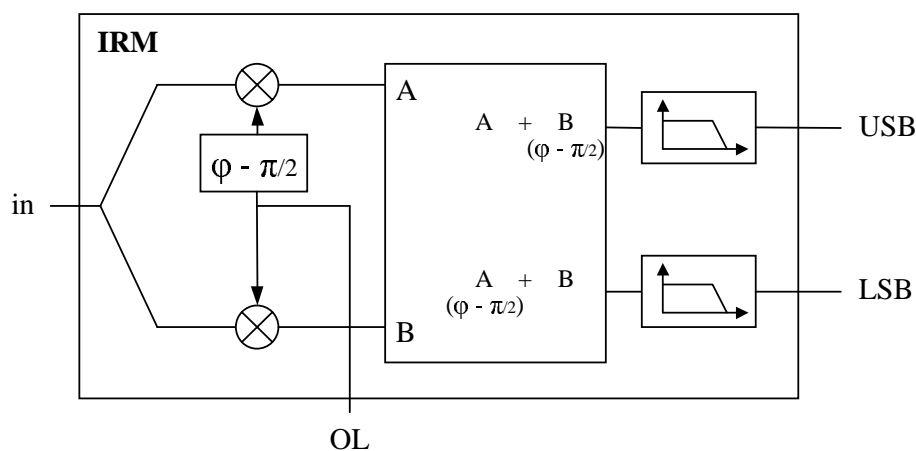 IRM
A
A + B
(φ - π/2)
USB
φ - π/2
in
A + B
(φ - π/2)
LSB
B
OL